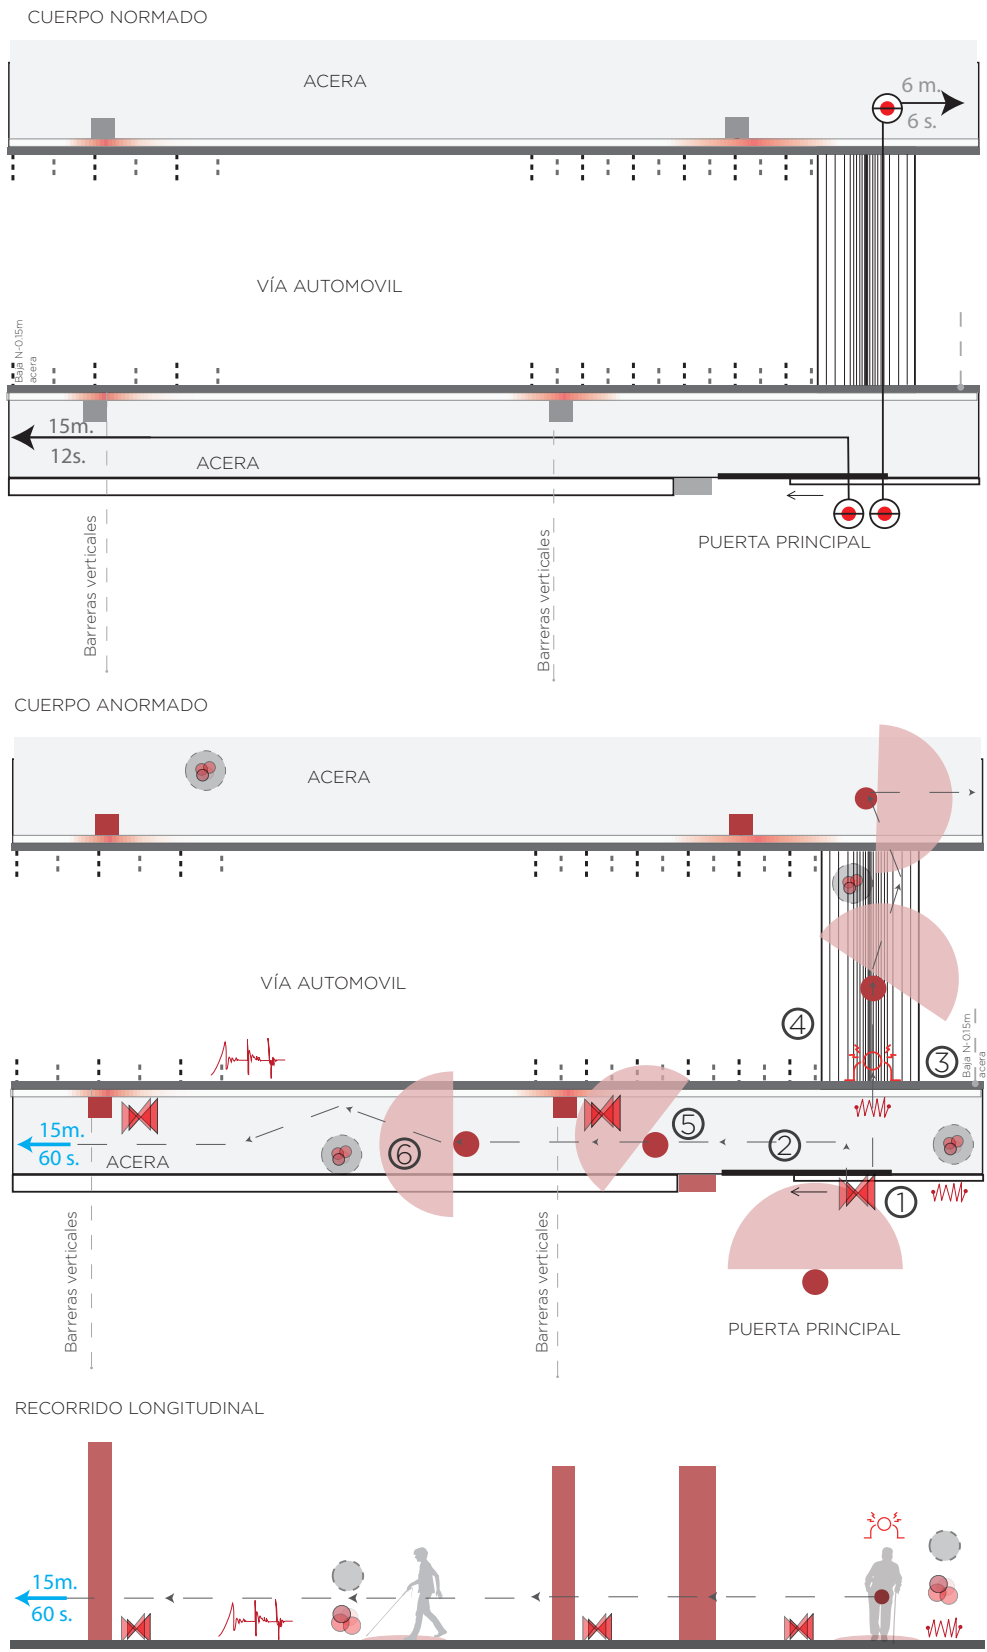 CUERPO NORMADO
ACERA
6 m.
6 s.
VÍA AUTOMOVIL
Baja N-0.15m
acera
15m.
12s.
ACERA
PUERTA PRINCIPAL
Barreras verticales
Barreras verticales
CUERPO ANORMADO
ACERA
VÍA AUTOMOVIL
4
3
Baja N-0.15m
acera
15m.
60 s.
ACERA
6
5
2
1
Barreras verticales
Barreras verticales
PUERTA PRINCIPAL
RECORRIDO LONGITUDINAL
15m.
60 s.